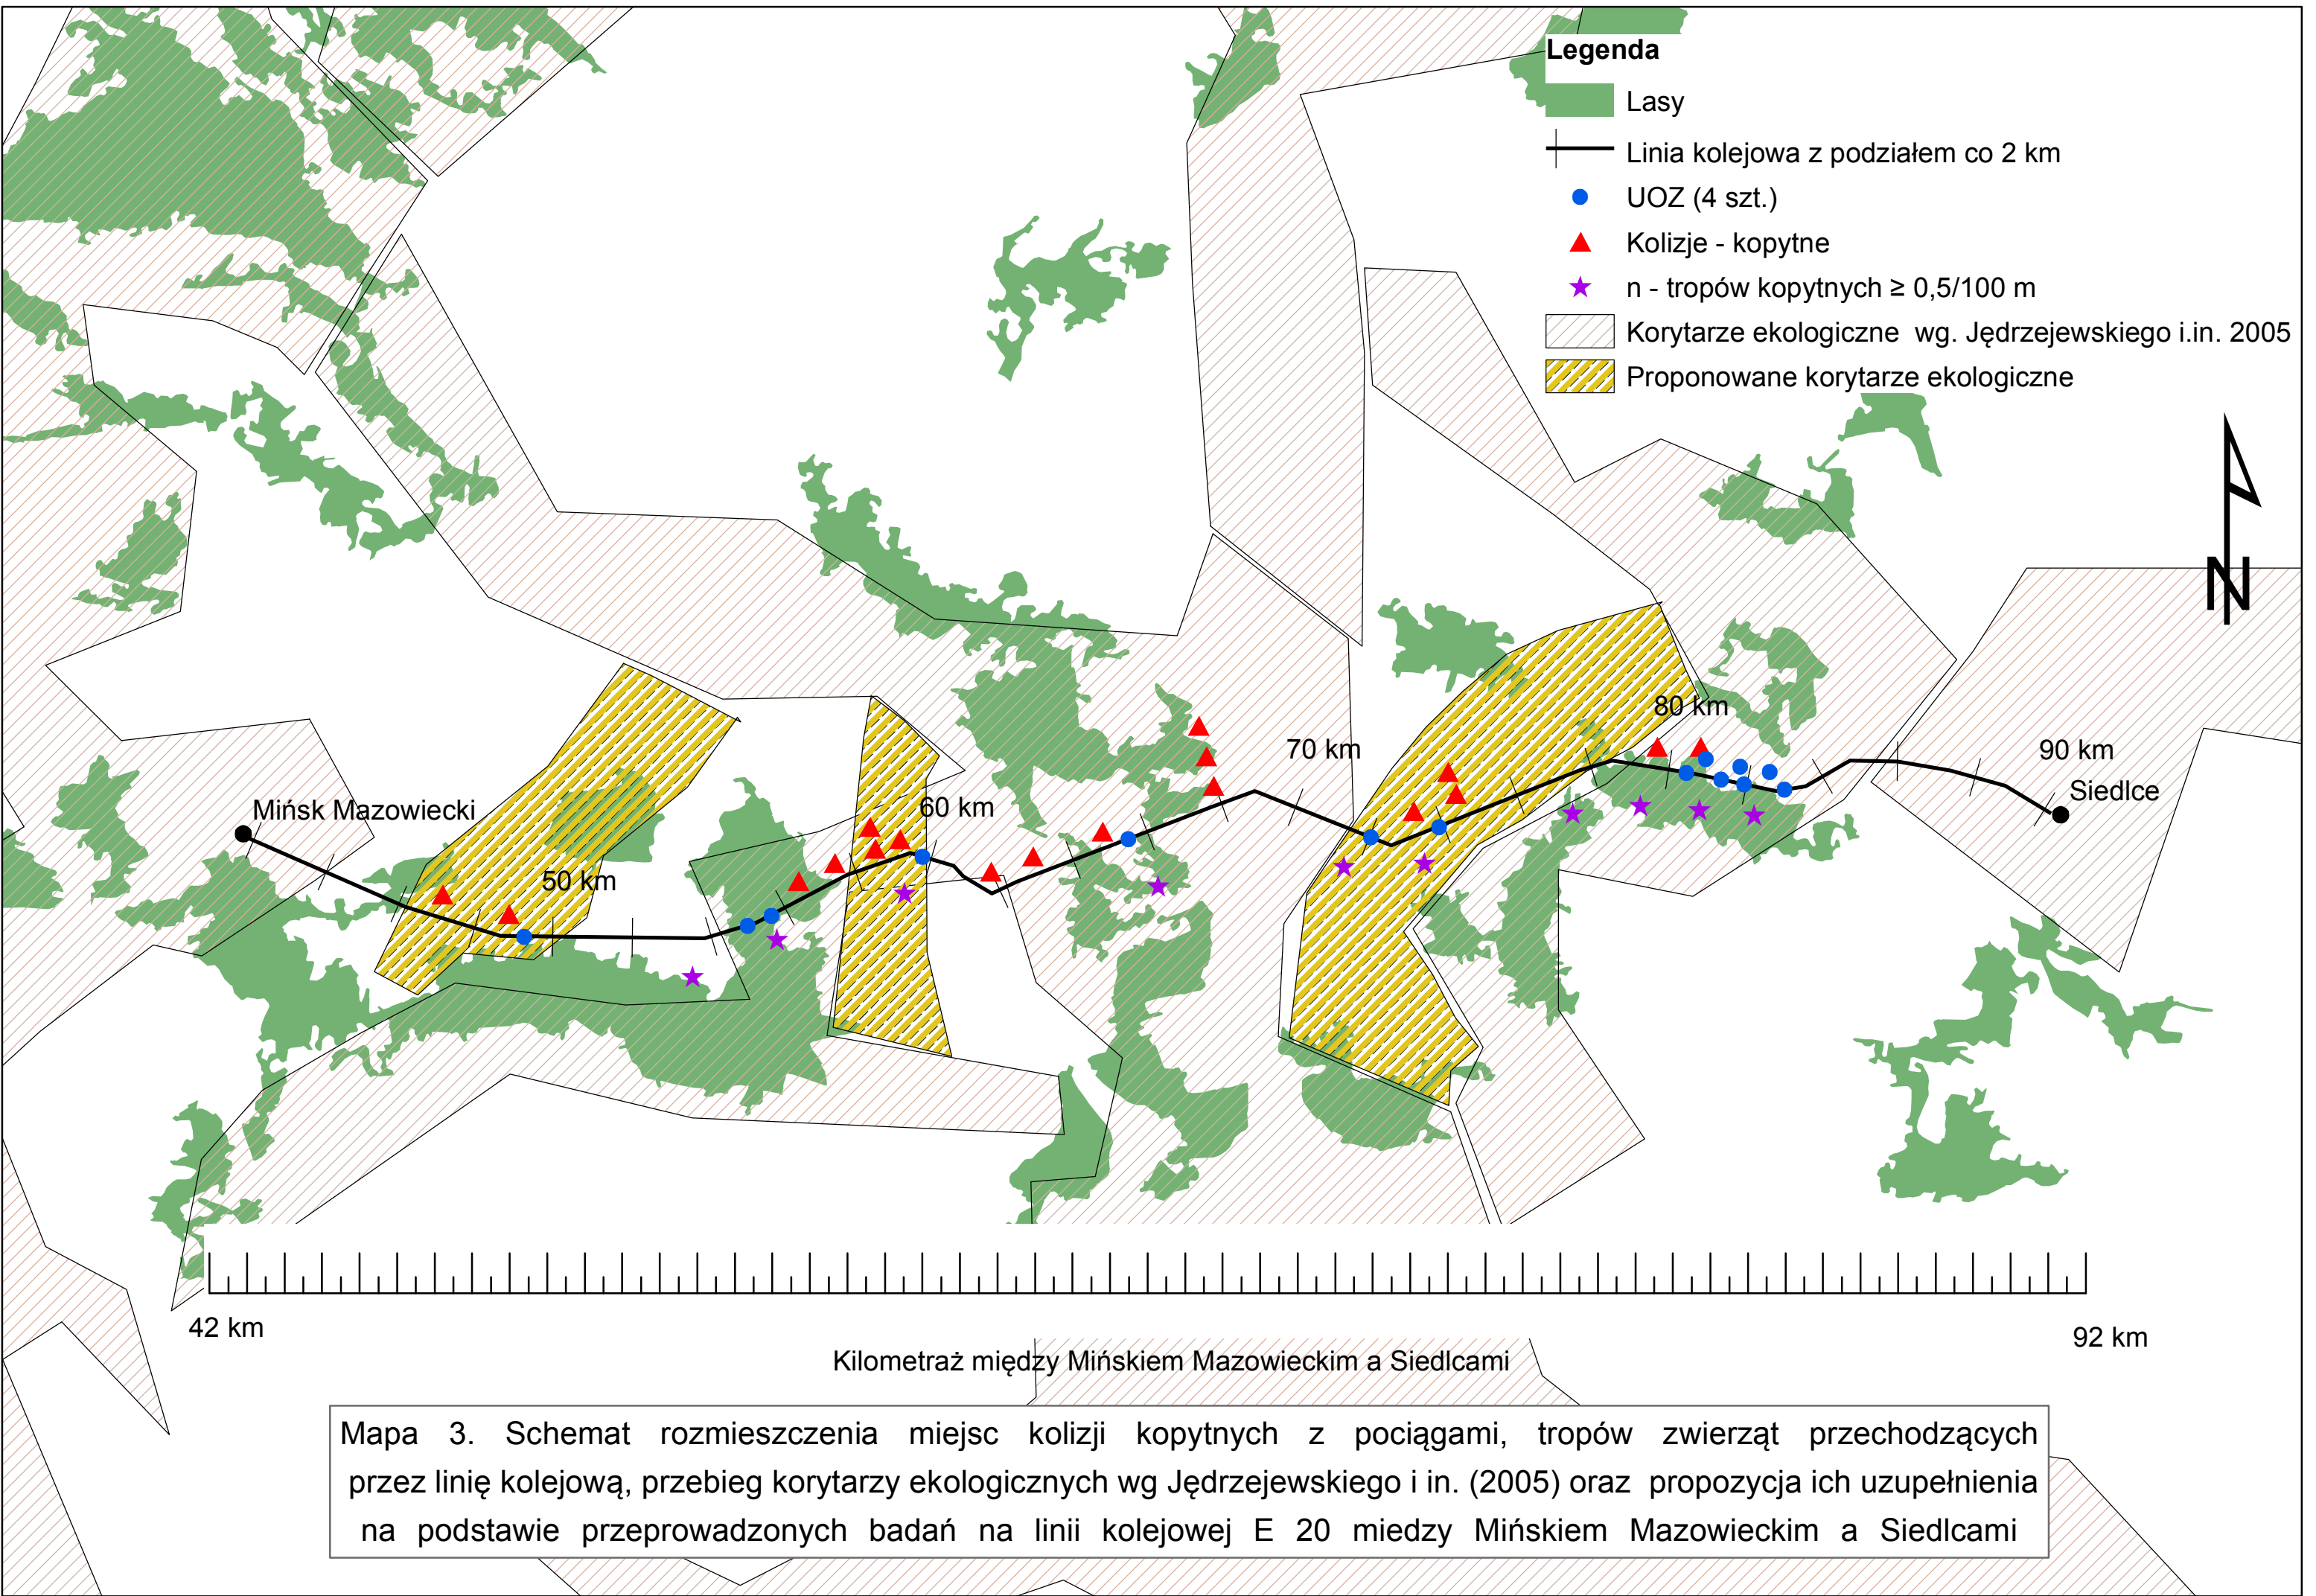 Legenda
Lasy
Linia kolejowa z podziałem co 2 km
UOZ (4 szt.)
Kolizje - kopytne
n - tropów kopytnych ≥ 0,5/100 m
Korytarze ekologiczne wg. Jędrzejewskiego i.in. 2005
Proponowane korytarze ekologiczne
N
80 km
70 km
90 km
Siedlce
Mińsk Mazowiecki
60 km
50 km
42 km
92 km
Kilometraż między Mińskiem Mazowieckim a Siedlcami
Mapa 3. Schemat rozmieszczenia miejsc kolizji kopytnych z pociągami, tropów zwierząt przechodzących
przez linię kolejową, przebieg korytarzy ekologicznych wg Jędrzejewskiego i in. (2005) oraz propozycja ich uzupełnienia
na podstawie przeprowadzonych badań na linii kolejowej E 20 miedzy Mińskiem Mazowieckim a Siedlcami